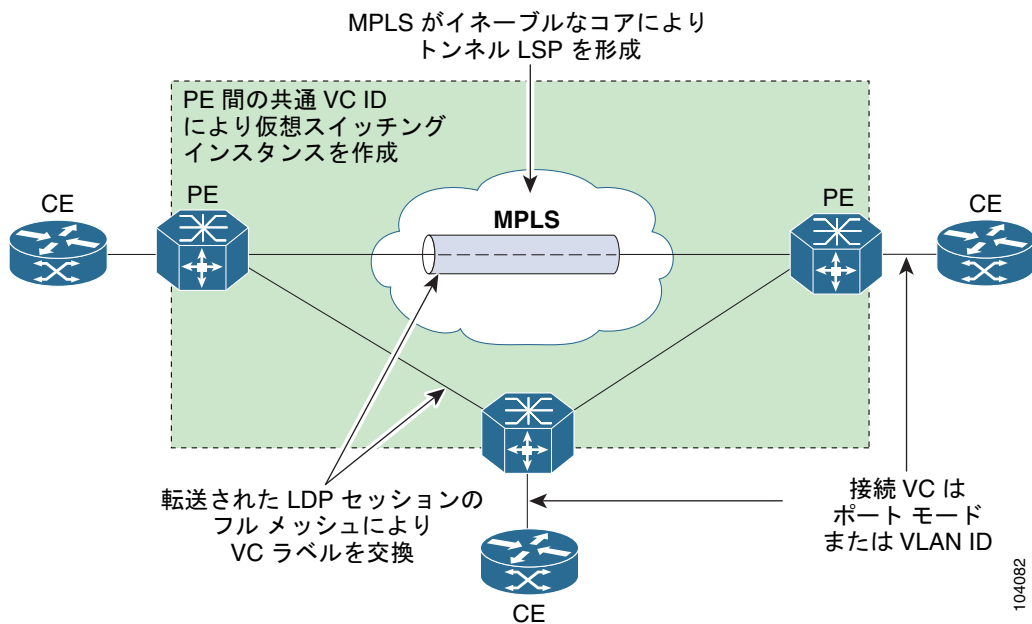 MPLS がイネーブルなコアにより
トンネル LSP を形成
PE 間の共通 VC ID
により仮想スイッチング
インスタンスを作成
CE
PE
MPLS
PE
CE
転送された LDP セッションの
フル メッシュにより
VC ラベルを交換
接続 VC は
ポート モード
または VLAN ID
CE
104082